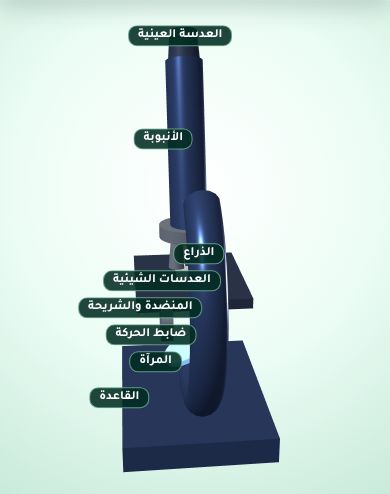 العدسة العينية
الأنبوبة
الذراع
العدسات الشيئية
المنضدة والشريحة
ضابط الحركة
المرآة
القاعدة